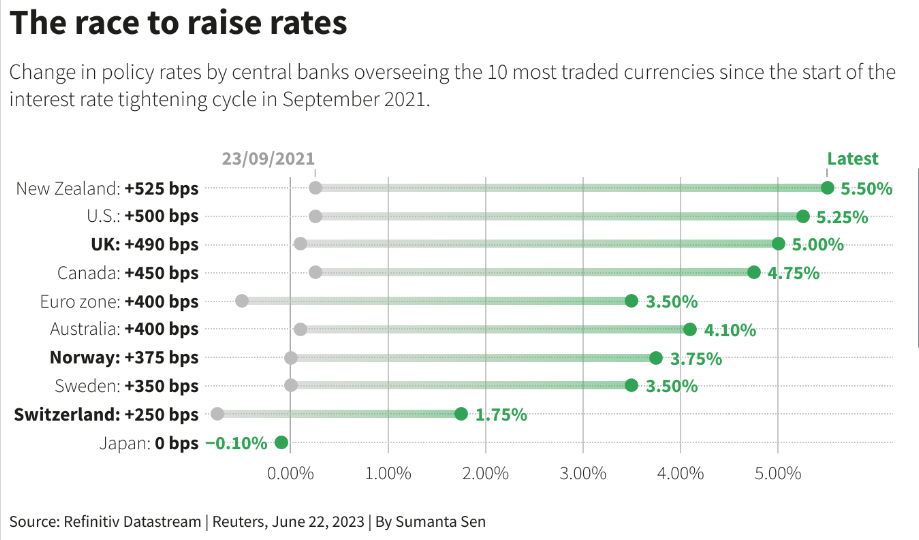 The race to raise rates
Change in policy rates by central banks overseeing the 10 most traded currencies since the start of the
interest rate tightening cycle in September 2021.
23/09/2021 Latest
New Zealand: +525 bps 5.50%
U.S.: +500 bps 5.25%
UK: +490 bps 5.00%
Canada: +450 bps 4.75%
Euro zone: +400 bps 3.50%
Australia: +400 bps 4.10%
Norway: +375 bps 3.75%
Sweden: +350 bps 3.50%
Switzerland: +250 bps 1.75%
Japan: 0 bps −0.10%
0.00% 1.00% 2.00% 3.00% 4.00% 5.00%
Source: Refinitiv Datastream | Reuters, June 22, 2023 | By Sumanta Sen